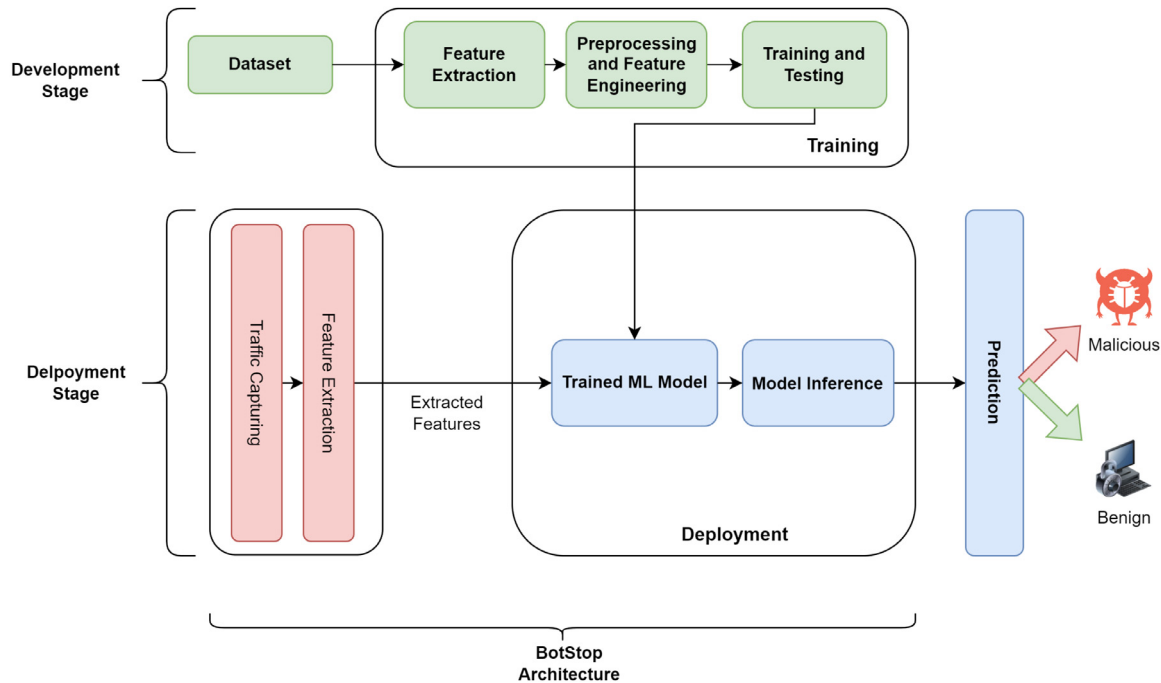 Development
Stage
Dataset
Feature
Extraction
Preprocessing
and Feature
Engineering
Training and
Testing
Training
Delpoyment
Stage
Traffic Capturing
Feature Extraction
Extracted
Features
Trained ML Model
Model Inference
Deployment
Prediction
Malicious
Benign
BotStop
Architecture